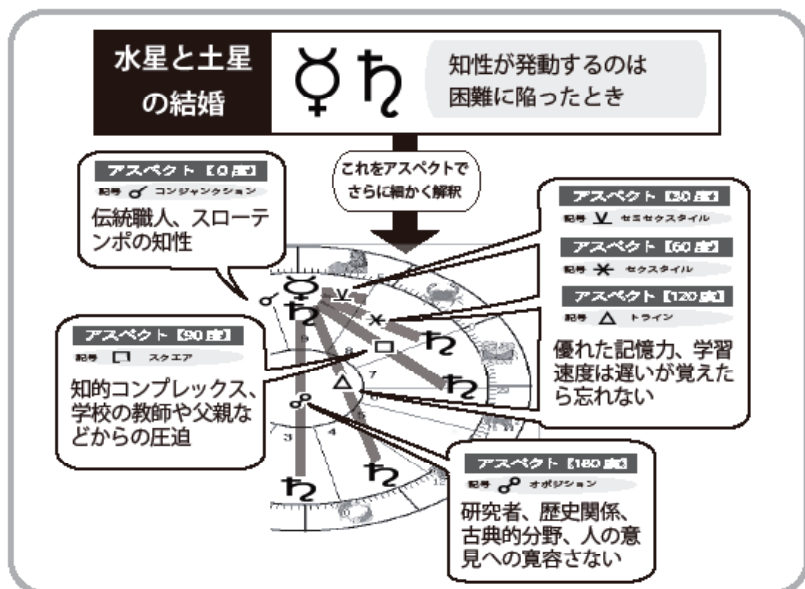 水星と土星
の結婚
☿ ♄
知性が発動するのは
困難に陥ったとき
これをアスペクトで
さらに細かく解釈
アスペクト【0度】
記号 ☌ コンジャンクション
伝統職人、スローテ
ンポの知性
アスペクト【30度】
記号 ⚺ セミセクスタイル
アスペクト【60度】
記号 ⚹ セクスタイル
アスペクト【120度】
記号 △ トライン
優れた記憶力、学習
速度は遅いが覚えた
ら忘れない
アスペクト【90度】
記号 □ スクエア
知的コンプレックス、
学校の教師や父親な
どからの圧迫
アスペクト【180度】
記号 ☍ オポジション
研究者、歴史関係、
古典的分野、人の意
見への寛容さない
9
8
7
6
5
4
3